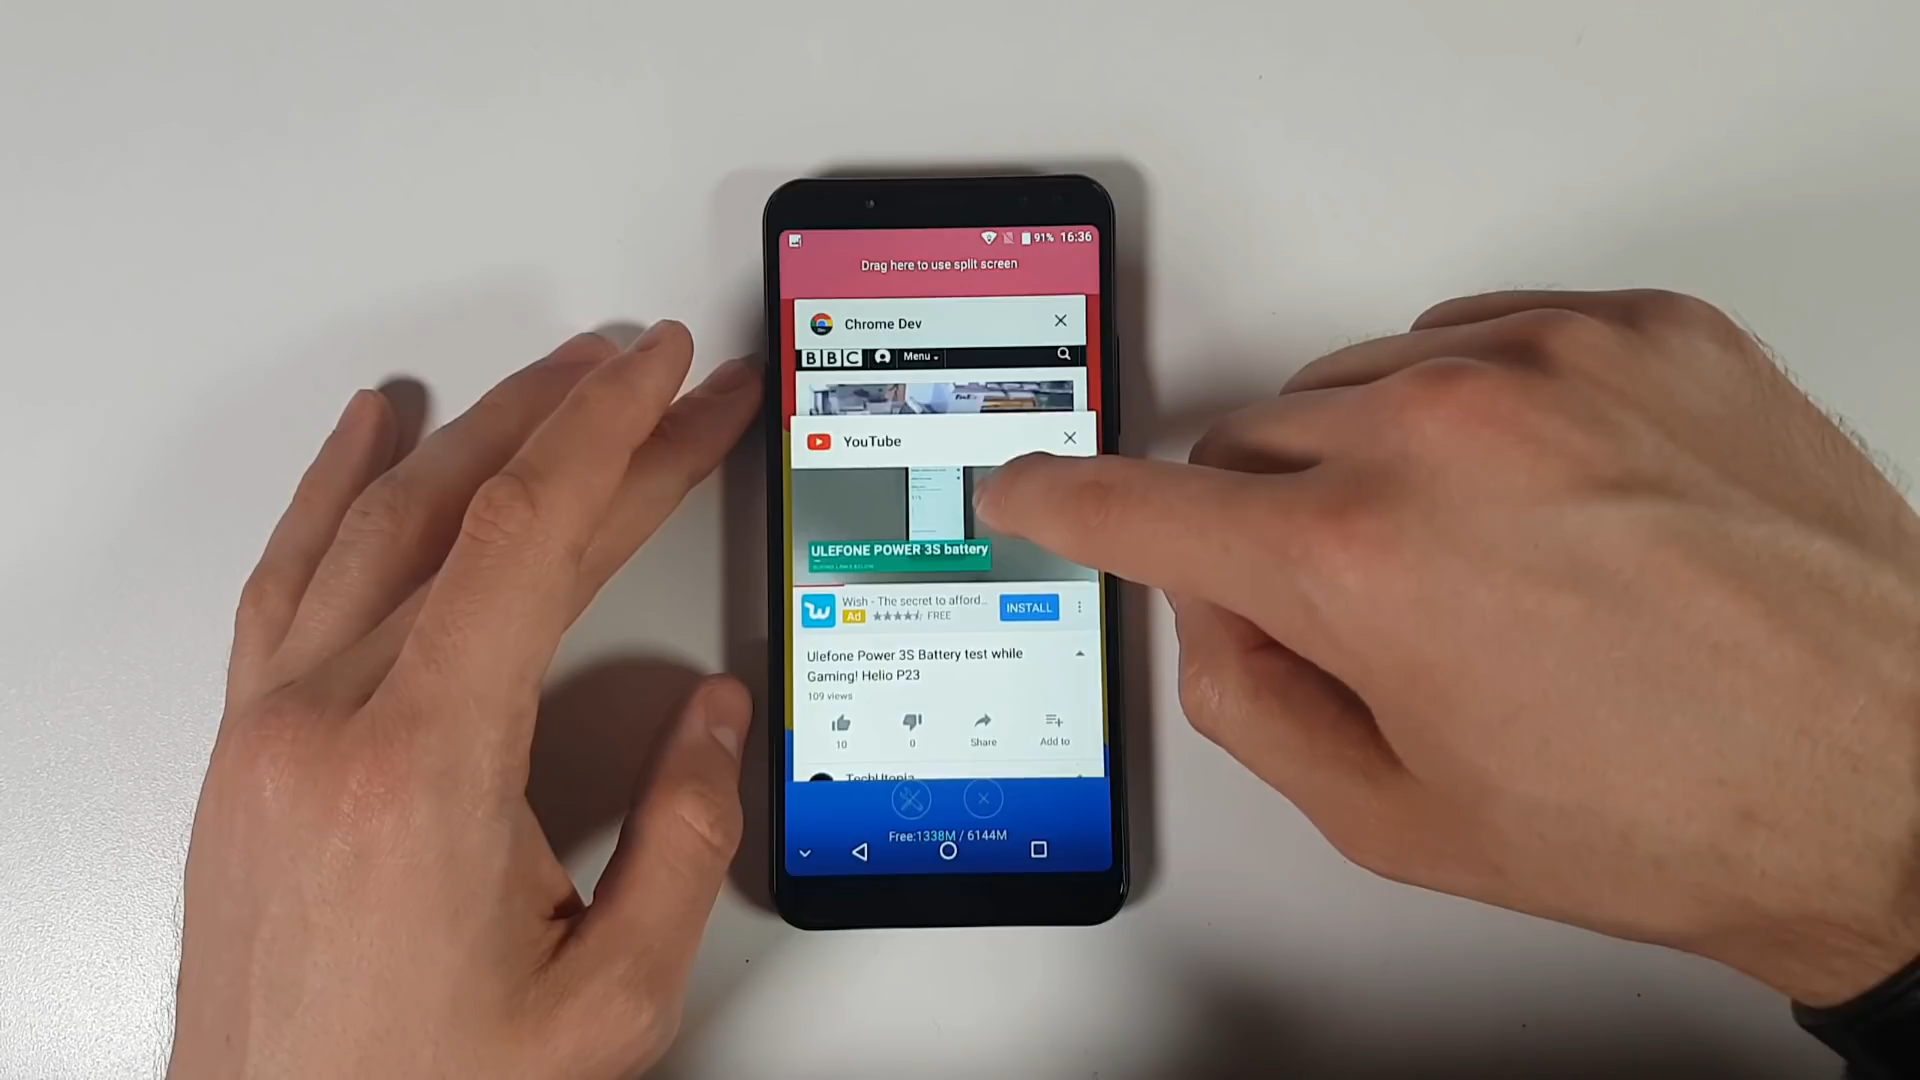 91% 16:36
Drag here to use split screen
Chrome Dev
BBC Menu
YouTube
ULEFONE POWER 3S battery
Wish - The secret to afford...
INSTALL
Ad FREE
Ulefone Power 3S Battery test while
Gaming! Helio P23
109 views
10 0 Share Add to
TechUtopia
Free:1338M / 6144M